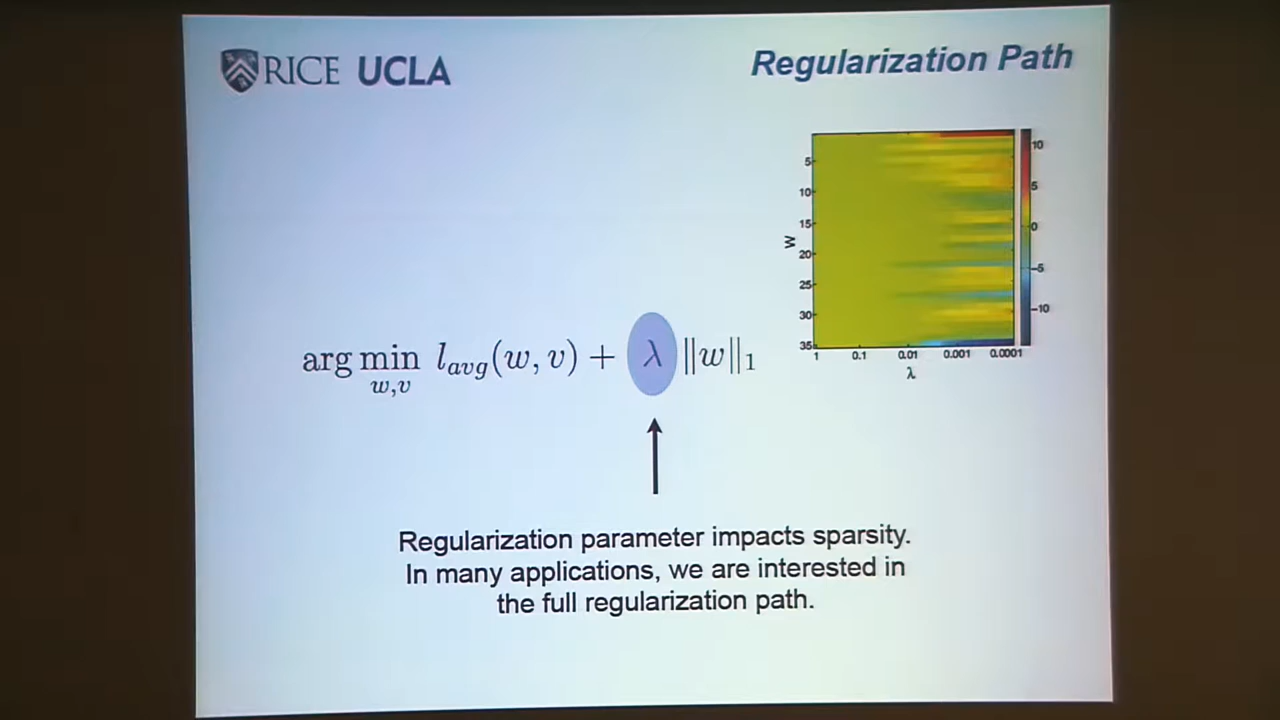 RICE UCLA
Regularization Path
5
10
15
20
25
30
35
W
1 0.1 0.01 0.001 0.0001
λ
10
5
0
-5
-10
arg min l_avg(w, v) + λ ‖w‖₁
w,v
Regularization parameter impacts sparsity.
In many applications, we are interested in
the full regularization path.